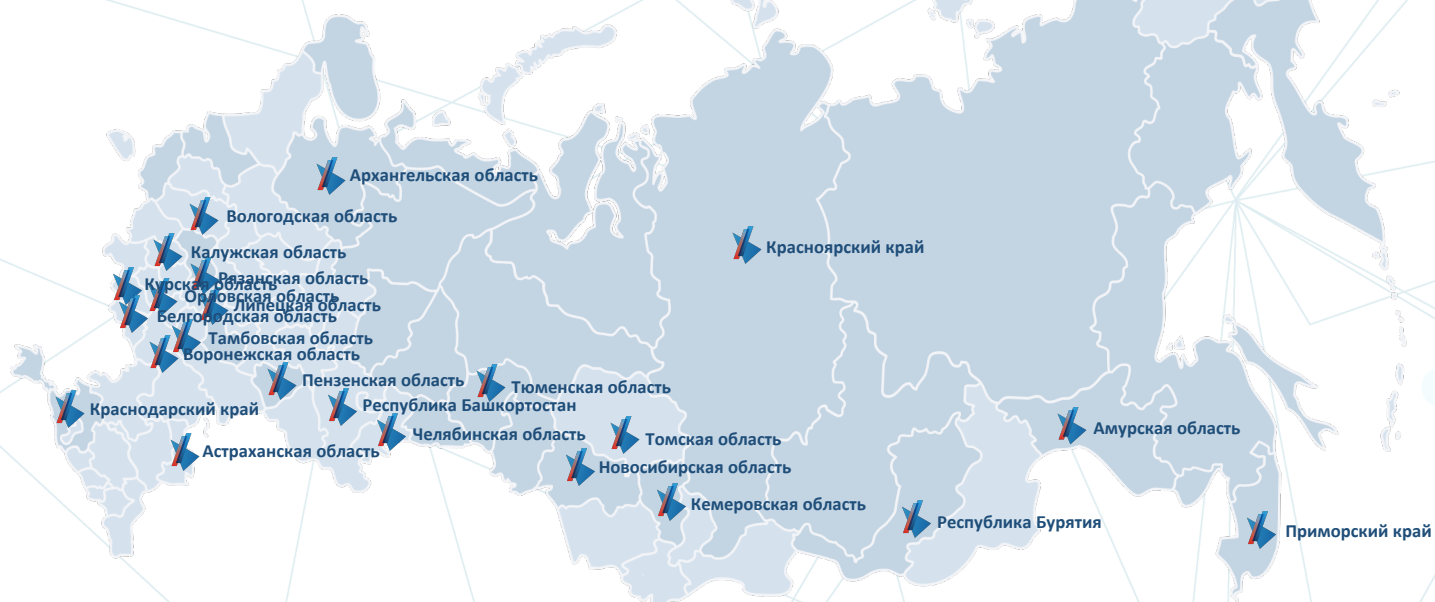 Архангельская область
Вологодская область
Калужская область
Красноярский край
Рязанская область
Курская область
Орловская область
Липецкая область
Белгородская область
Тамбовская область
Воронежская область
Пензенская область
Тюменская область
Республика Башкортостан
Краснодарский край
Челябинская область
Томская область
Амурская область
Астраханская область
Новосибирская область
Кемеровская область
Республика Бурятия
Приморский край